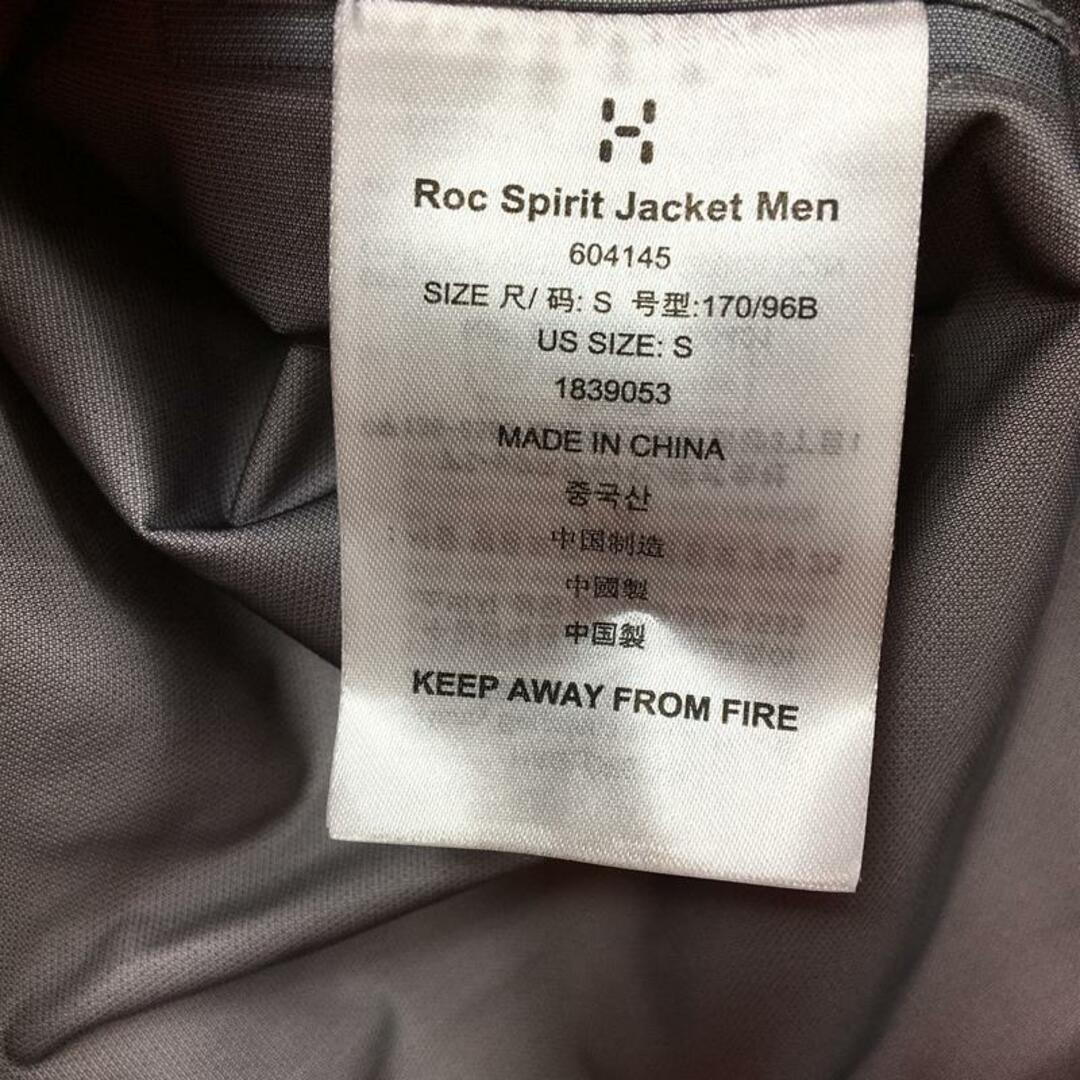 Roc Spirit Jacket Men
604145
SIZE 尺/ 码: S 号型:170/96B
US SIZE: S
1839053
MADE IN CHINA
중국산
中国制造
中國製
中国製
KEEP AWAY FROM FIRE